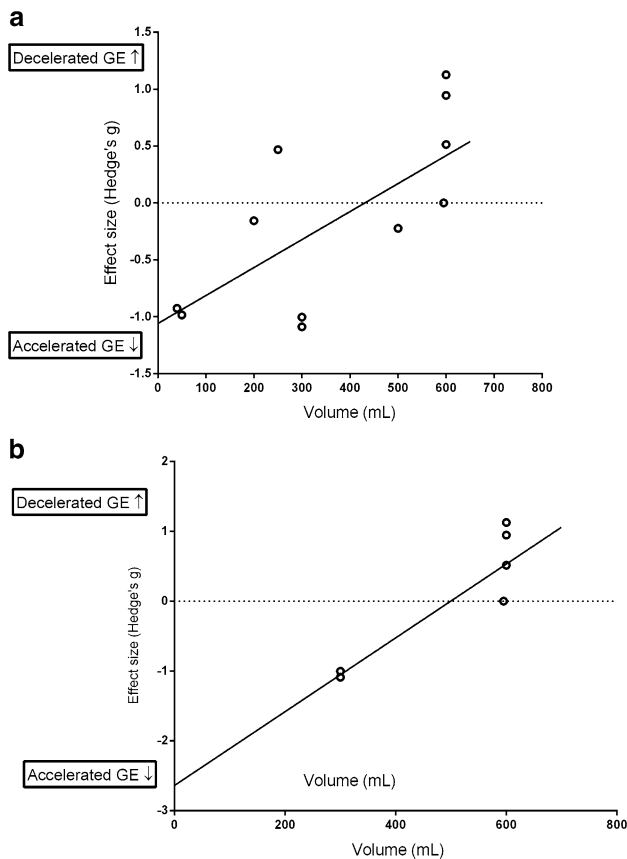 a
1.5
Decelerated GE ↑
1.0
0.5
0.0
-0.5
-1.0
Accelerated GE ↓
-1.5
Effect size (Hedge's g)
0 100 200 300 400 500 600 700 800
Volume (mL)
b
2
Decelerated GE ↑
1
0
-1
-2
Accelerated GE ↓
Volume (mL)
-3
Effect size (Hedge's g)
0 200 400 600 800
Volume (mL)